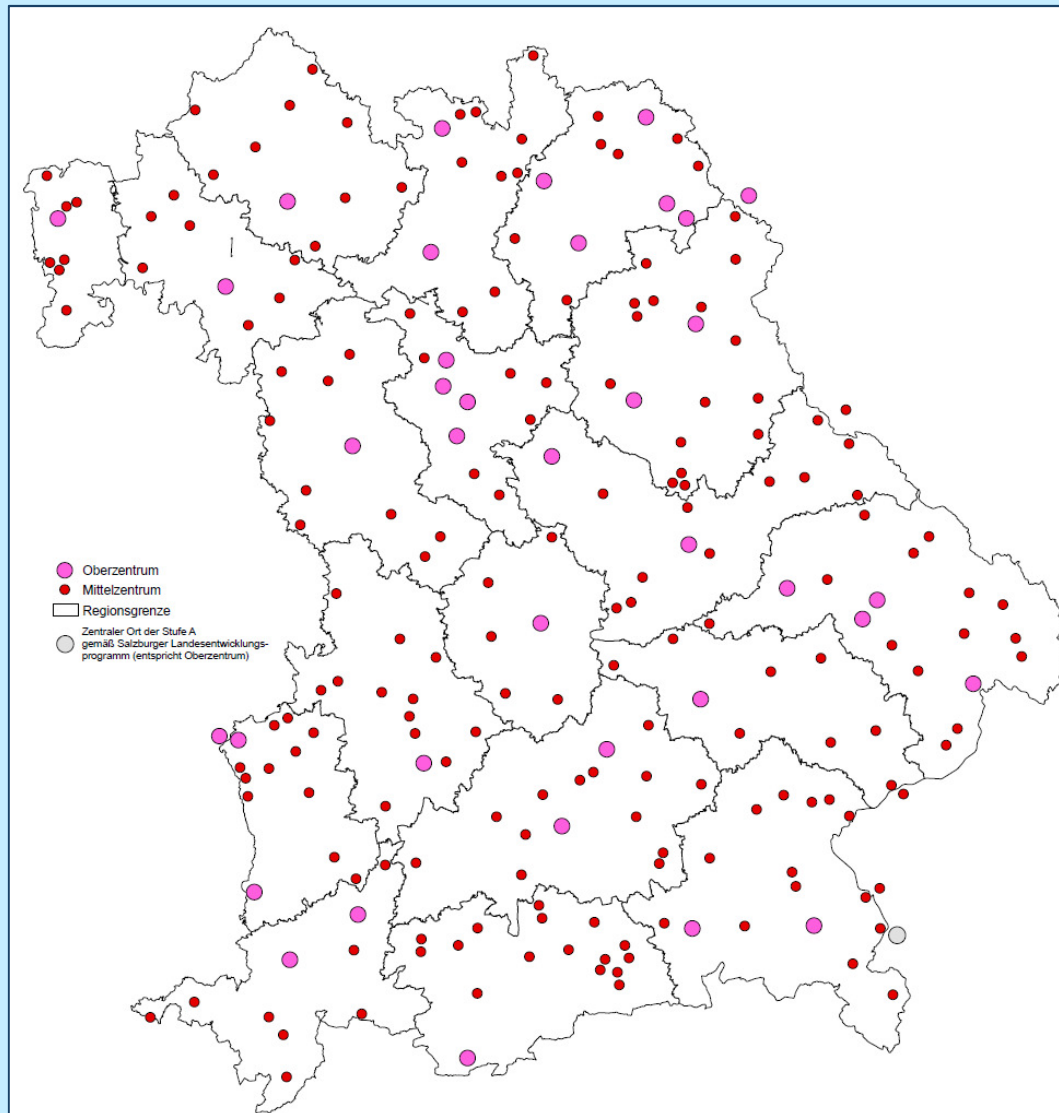 Oberzentrum
Mittelzentrum
Regionsgrenze
Zentraler Ort der Stufe A
gemäß Salzburger Landesentwicklungs-
programm (entspricht Oberzentrum)